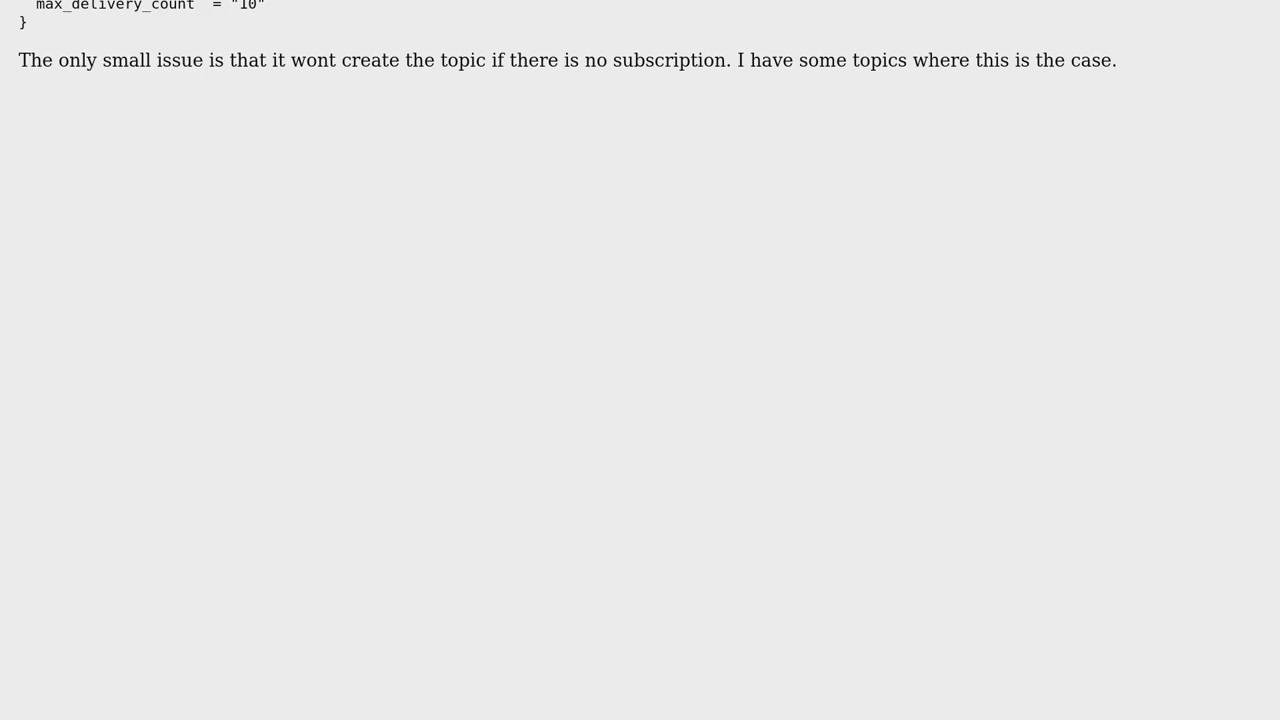 max_delivery_count  = "10"
}
The only small issue is that it wont create the topic if there is no subscription. I have some topics where this is the case.